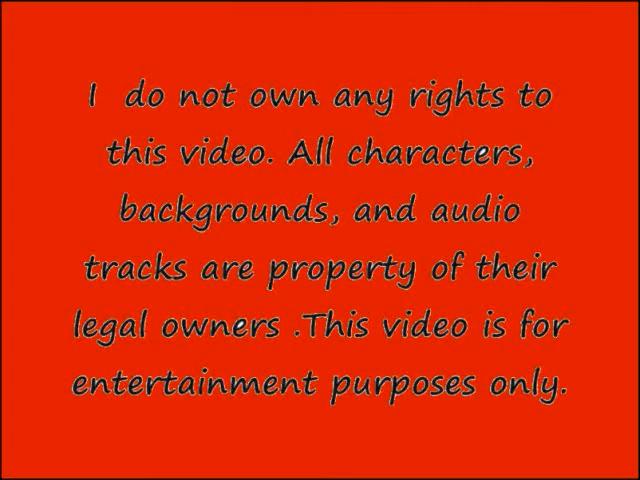 I  do not own any rights to
this video. All characters,
backgrounds, and audio
tracks are property of their
legal owners .This video is for
entertainment purposes only.